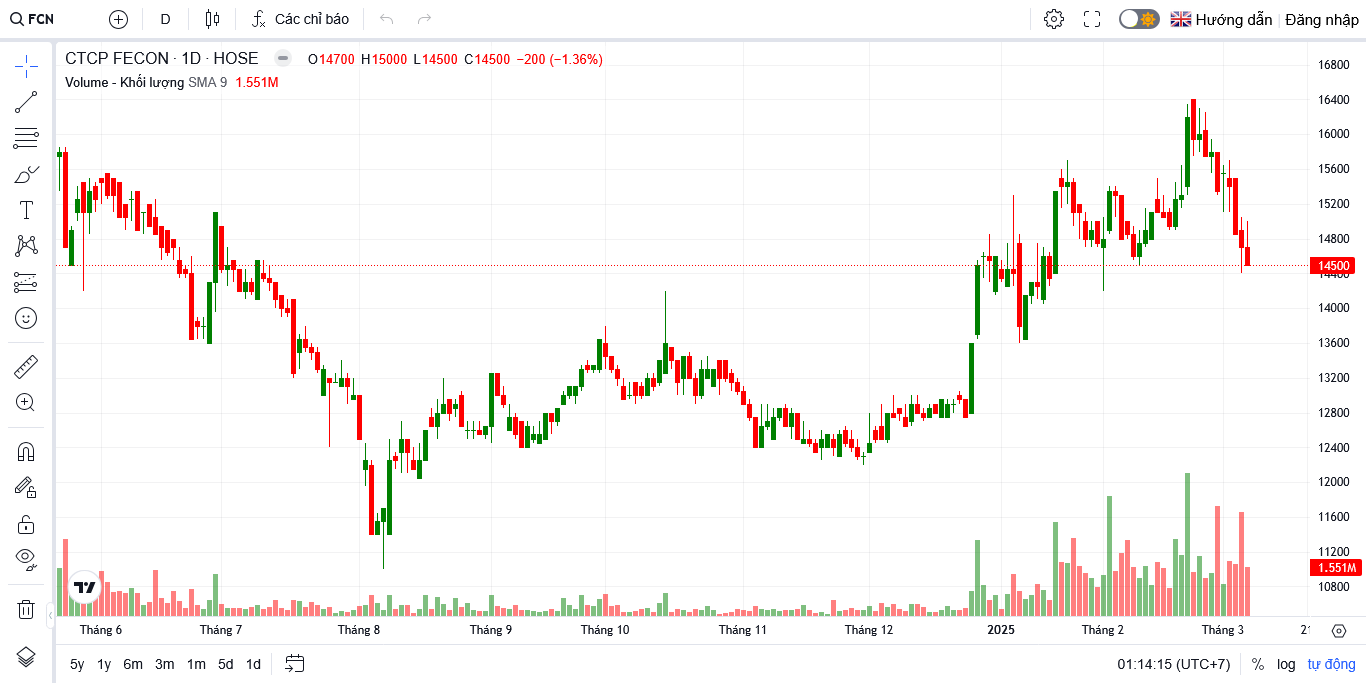 FCN D Các chỉ báo Hướng dẫn Đăng nhập
CTCP FECON · 1D · HOSE O14700 H15000 L14500 C14500 −200 (−1.36%)
Volume - Khối lượng SMA 9 1.551M
16800
16400
16000
15600
15200
14800
14500
14400
14000
13600
13200
12800
12400
12000
11600
11200
1.551M
10800
Tháng 6 Tháng 7 Tháng 8 Tháng 9 Tháng 10 Tháng 11 Tháng 12 2025 Tháng 2 Tháng 3 21
5y 1y 6m 3m 1m 5d 1d 01:14:15 (UTC+7) % log tự động